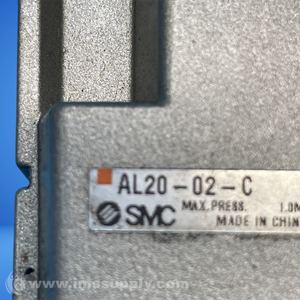 AL20-02-C
SMC MAX.PRESS. 1.0M
MADE IN CHIN
© www.imssupply.com